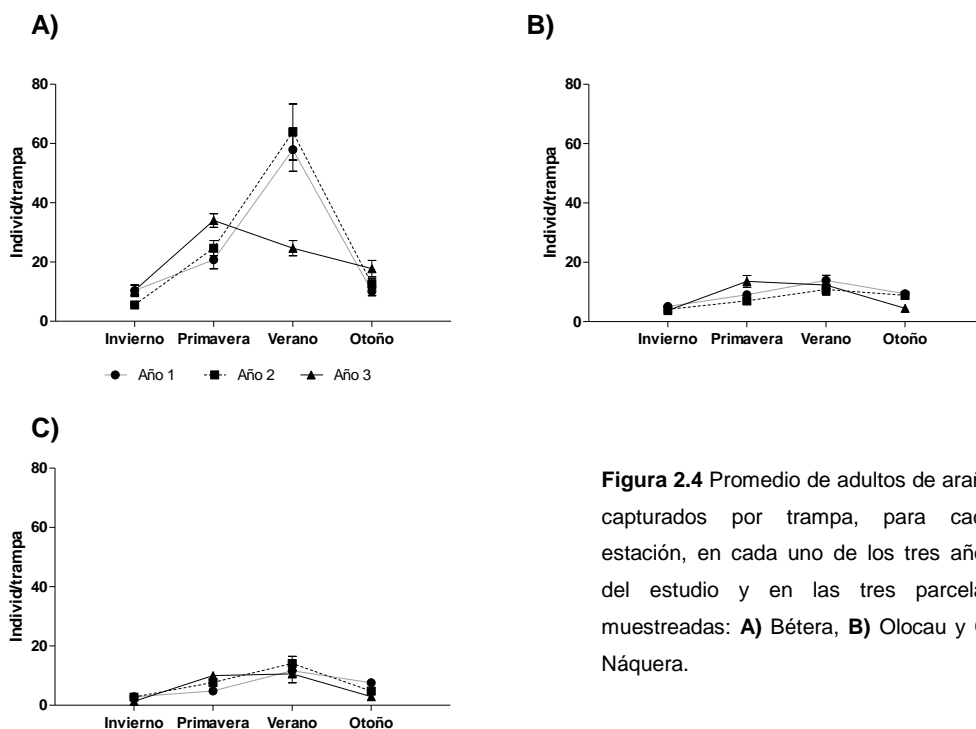 A)
80
60
40
20
0
Individ/trampa
Invierno Primavera Verano Otoño
Año 1 Año 2 Año 3
B)
80
60
40
20
0
Individ/trampa
Invierno Primavera Verano Otoño
C)
80
60
40
20
0
Individ/trampa
Invierno Primavera Verano Otoño
Figura 2.4 Promedio de adultos de
capturados por trampa, para
estación, en cada uno de los tres
del estudio y en las tres
muestreadas: A) Bétera, B) Olocau y
Náquera.